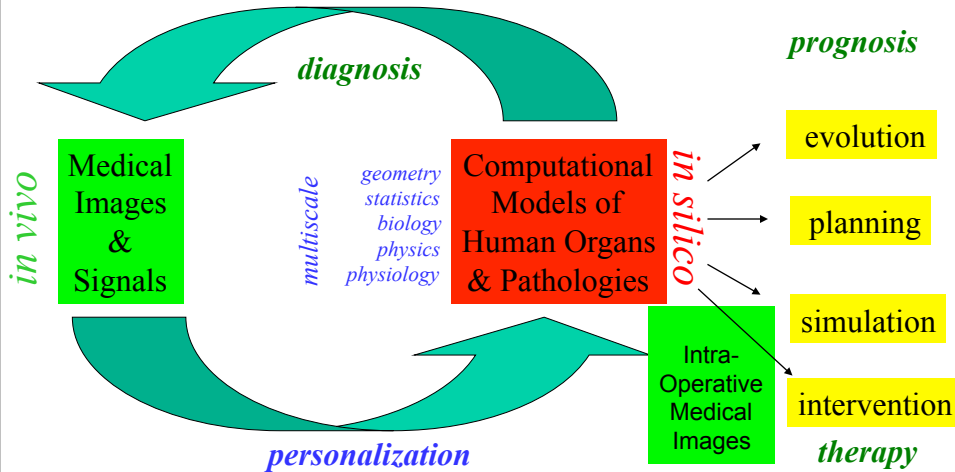 prognosis
diagnosis
in vivo
Medical
Images
&
Signals
multiscale
geometry
statistics
biology
physics
physiology
Computational
Models of
Human Organs
& Pathologies
in silico
evolution
planning
simulation
intervention
Intra-
Operative
Medical
Images
personalization
therapy